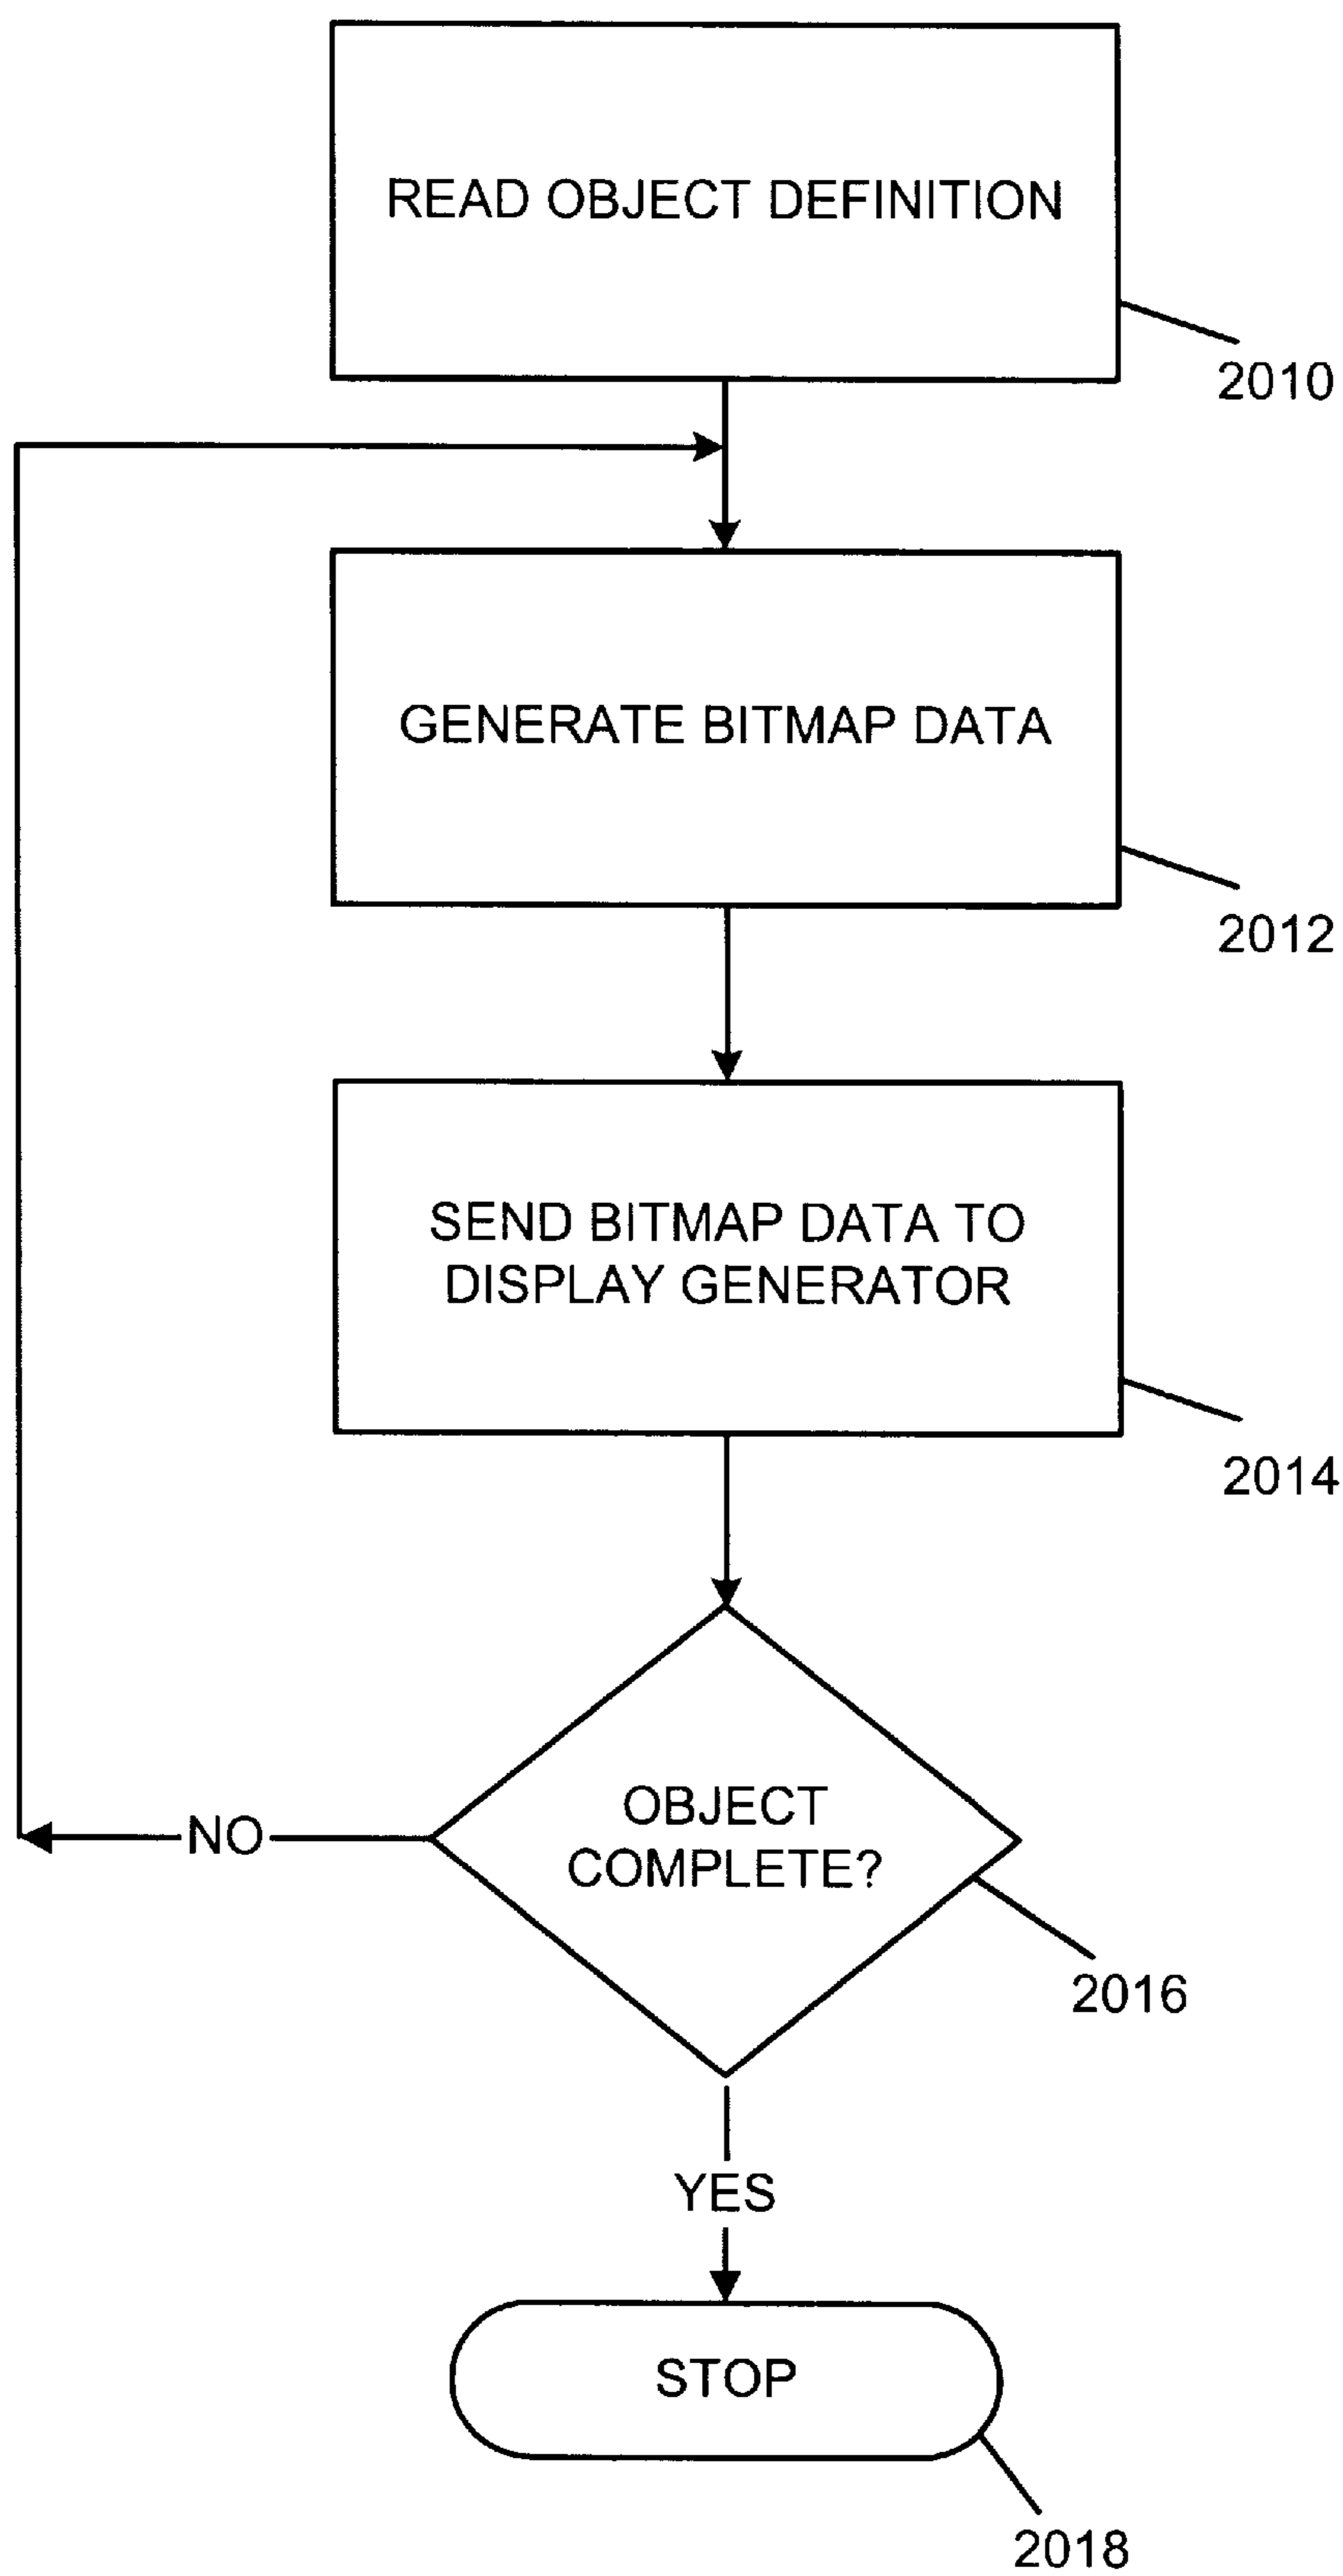 READ OBJECT DEFINITION
2010
GENERATE BITMAP DATA
2012
SEND BITMAP DATA TO
DISPLAY GENERATOR
2014
OBJECT
COMPLETE?
NO
2016
YES
STOP
2018